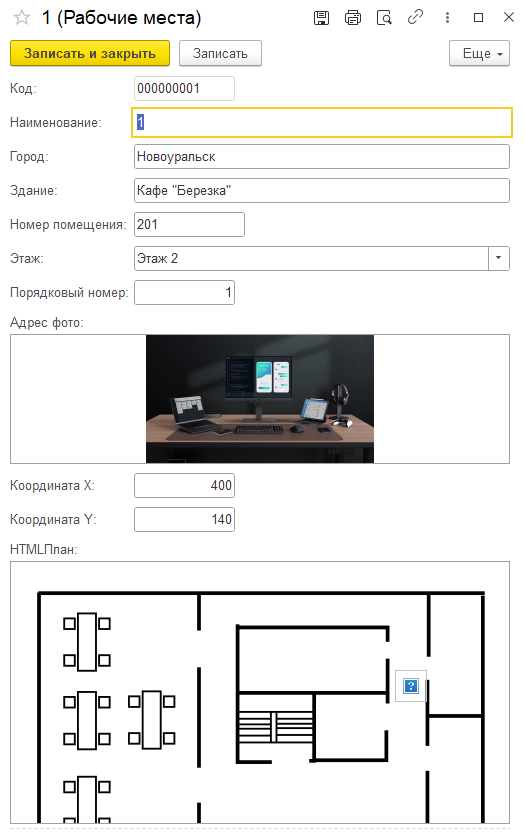 1 (Рабочие места)
Записать и закрыть
Записать
Еще
Код:
000000001
Наименование:
1
Город:
Новоуральск
Здание:
Кафе "Березка"
Номер помещения:
201
Этаж:
Этаж 2
Порядковый номер:
1
Адрес фото:
Координата X:
400
Координата Y:
140
HTMLПлан:
?